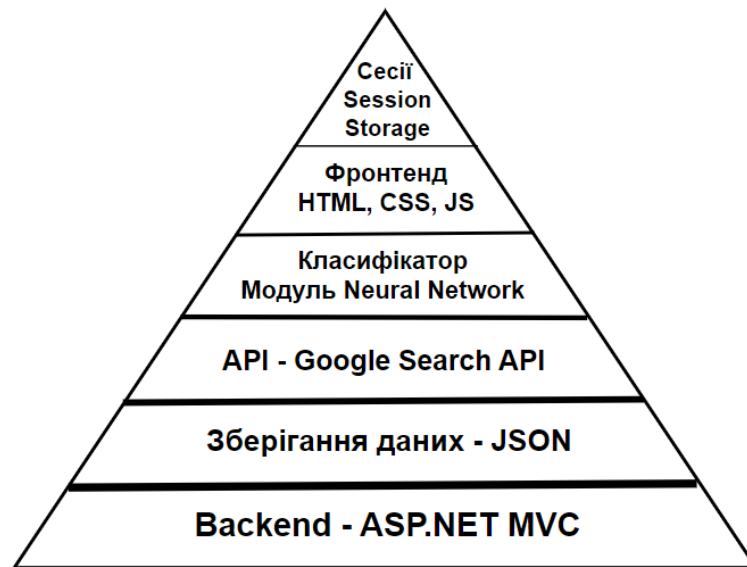 Сесії
Session
Storage
Фронтенд
HTML, CSS, JS
Класифікатор
Модуль Neural Network
API - Google Search API
Зберігання даних - JSON
Backend - ASP.NET MVC